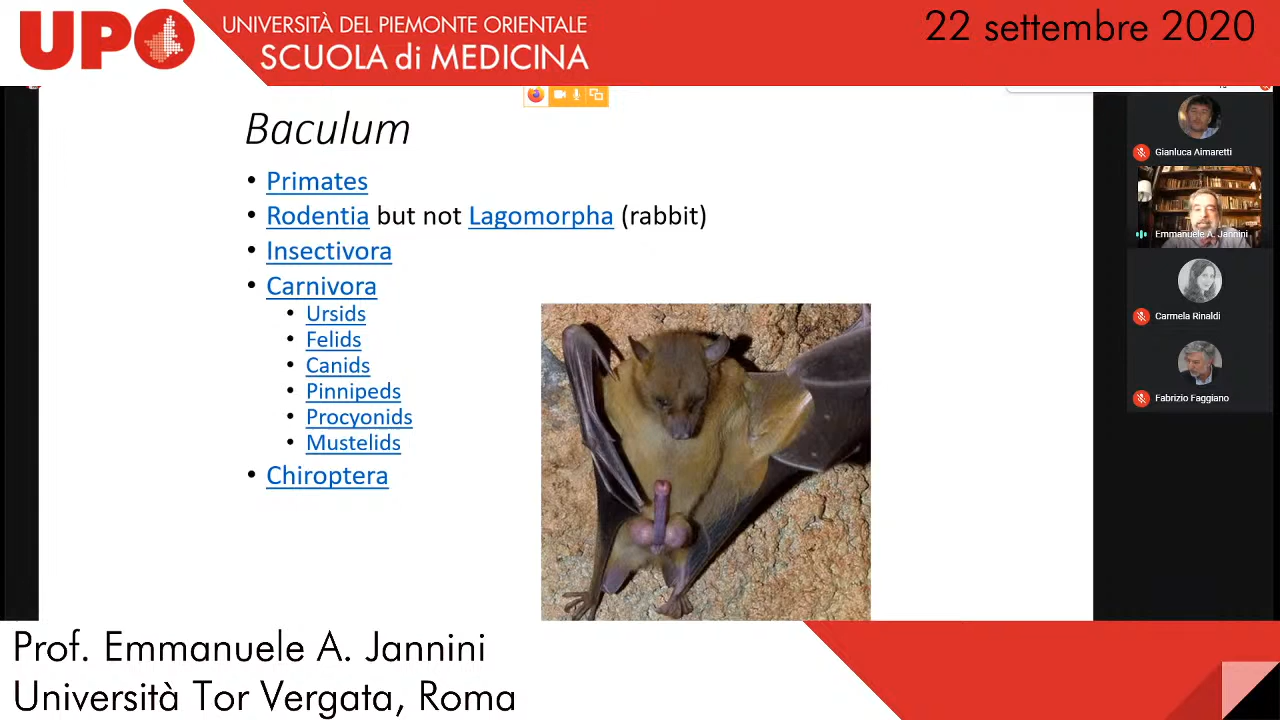 UPO
UNIVERSITÀ DEL PIEMONTE ORIENTALE
SCUOLA di MEDICINA
22 settembre 2020
Baculum
• Primates
• Rodentia but not Lagomorpha (rabbit)
• Insectivora
• Carnivora
• Ursids
• Felids
• Canids
• Pinnipeds
• Procyonids
• Mustelids
• Chiroptera
Gianluca Aimaretti
Emmanuele A. Jannini
Carmela Rinaldi
Fabrizio Faggiano
Prof. Emmanuele A. Jannini
Università Tor Vergata, Roma